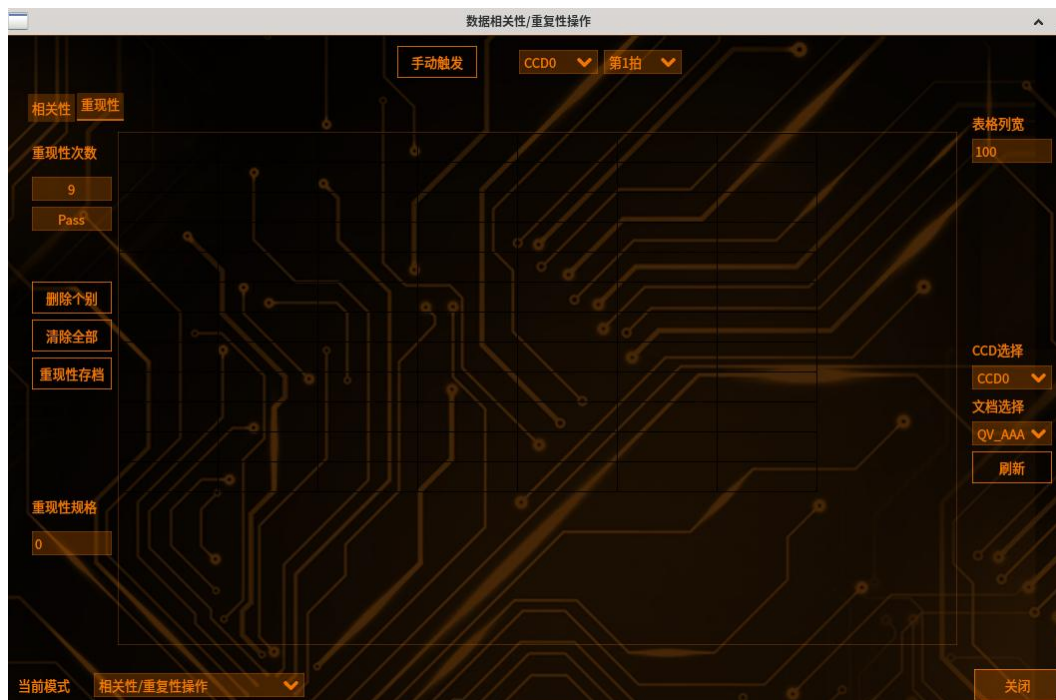 数据相关性/重复性操作
手动触发 CCD0 第1拍
相关性 重现性
表格列宽
100
重现性次数
9
Pass
删除个别
清除全部
重现性存档
CCD选择
CCD0
文档选择
QV_AAA
刷新
重现性规格
0
当前模式 相关性/重复性操作 关闭